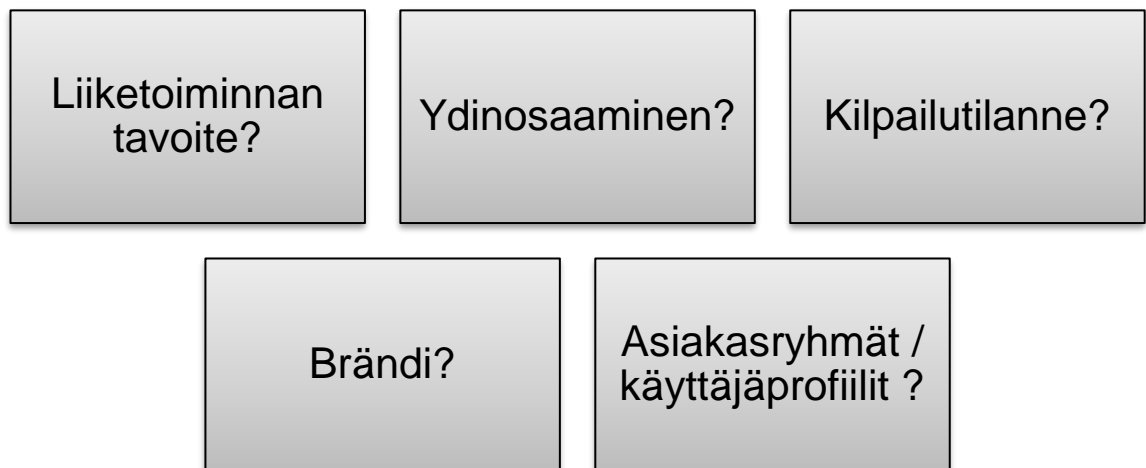 Liiketoiminnan
tavoite?
Ydinosaaminen?
Kilpailutilanne?
Brändi?
Asiakasryhmät /
käyttäjäprofiilit ?